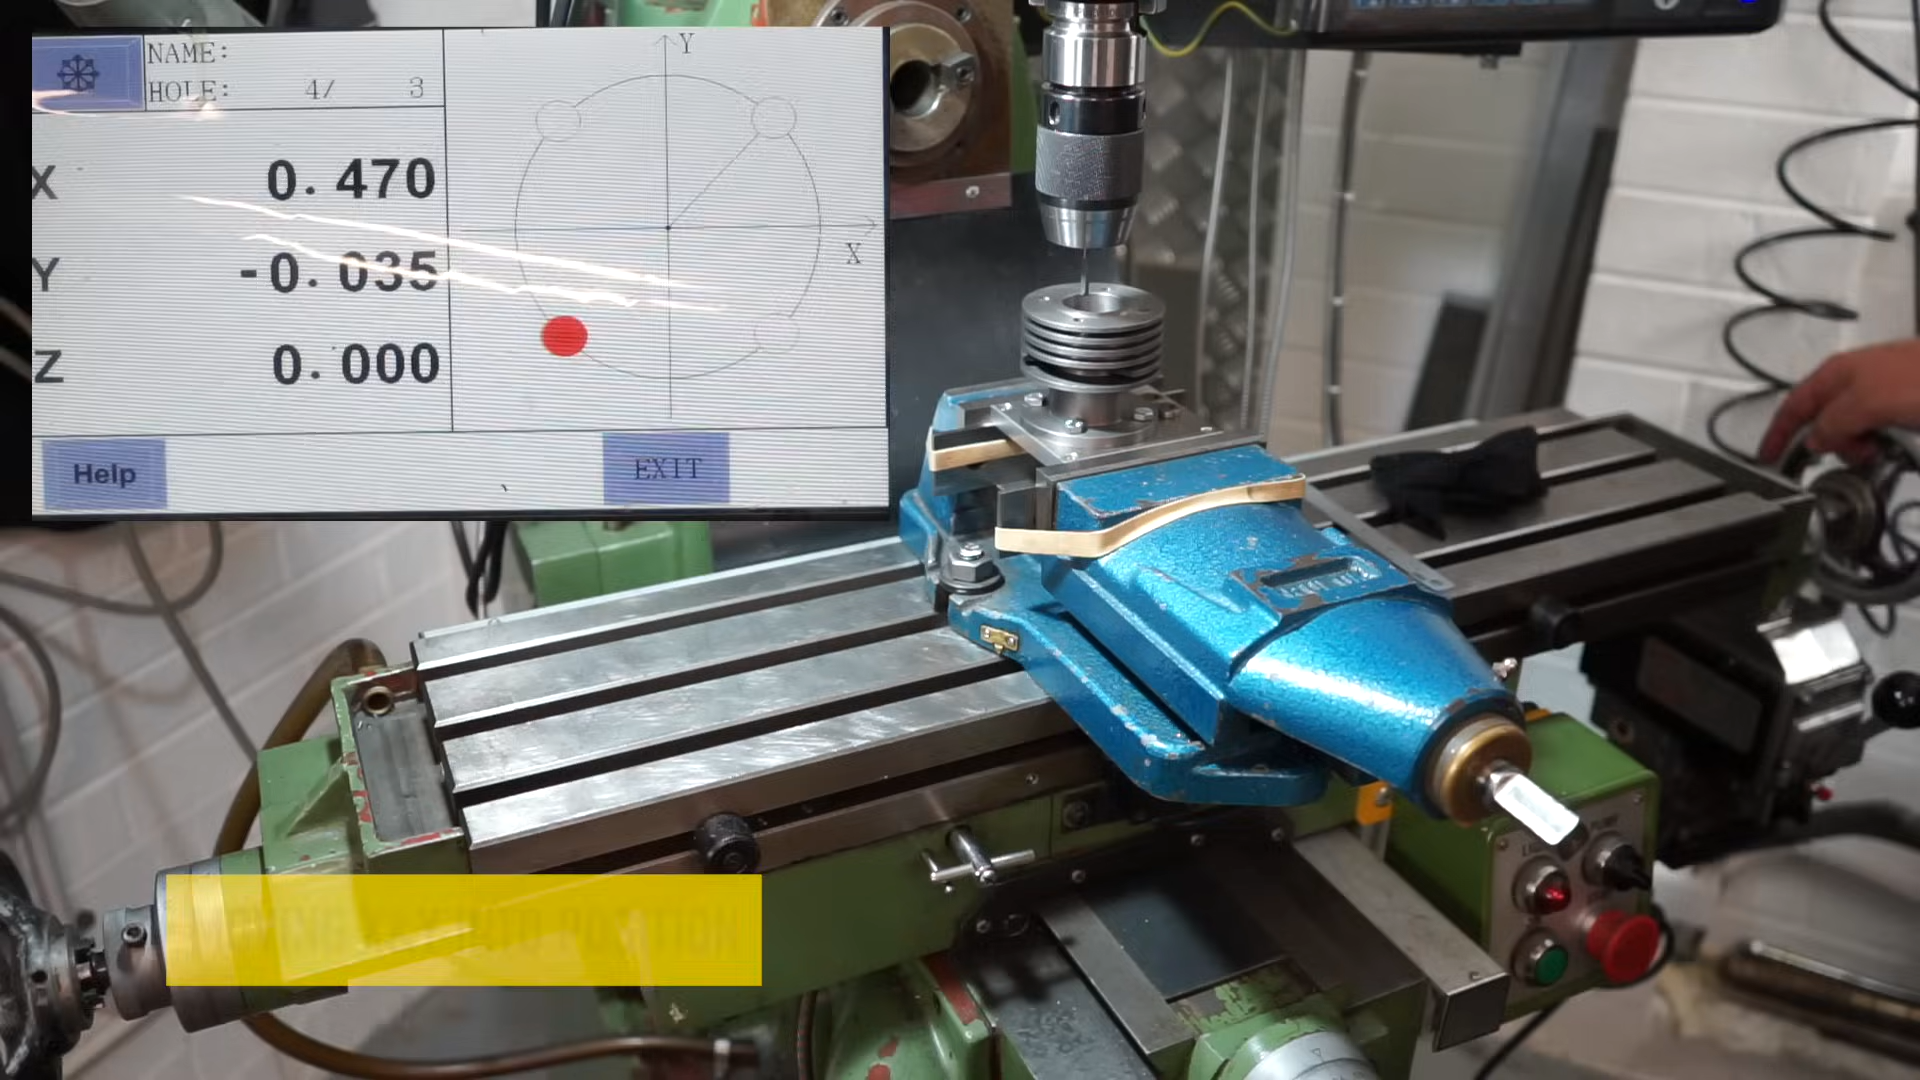 NAME:
HOLE: 4/ 3
Y
X 0.470
Y -0.035
X
Z 0.000
Help
EXIT